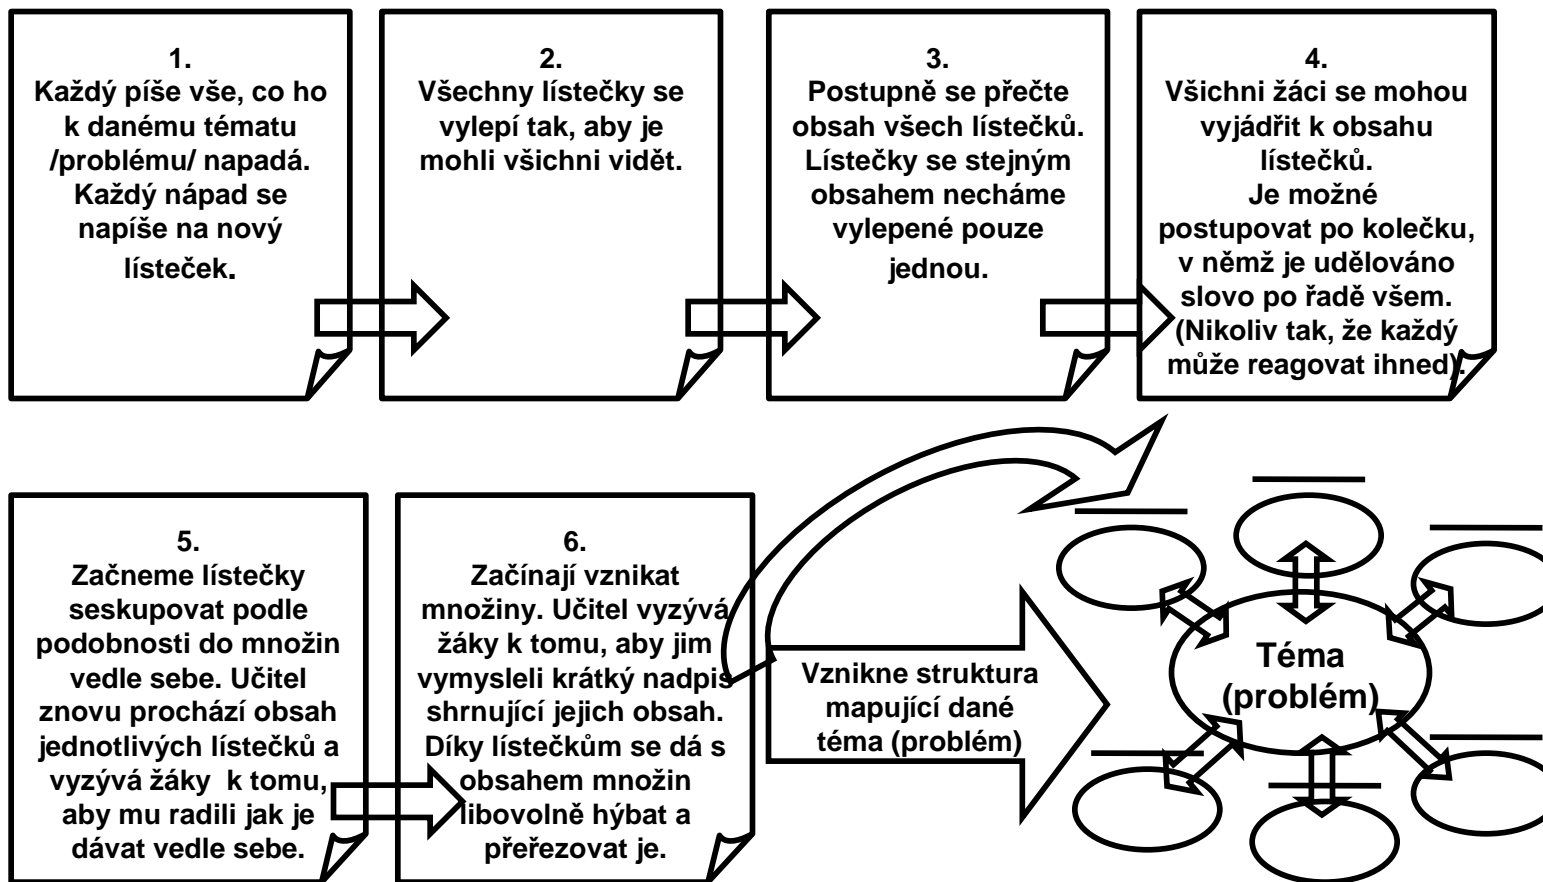 1.
Každý píše vše, co ho
k danému tématu
/problému/ napadá.
Každý nápad se
napíše na nový
lísteček.
2.
Všechny lístečky se
vylepí tak, aby je
mohli všichni vidět.
3.
Postupně se přečte
obsah všech lístečků.
Lístečky se stejným
obsahem necháme
vylepené pouze
jednou.
4.
Všichni žáci se mohou
vyjádřit k obsahu
lístečků.
Je možné
postupovat po kolečku,
v němž je udělováno
slovo po řadě všem.
(Nikoliv tak, že každý
může reagovat ihned).
5.
Začneme lístečky
seskupovat podle
podobnosti do množin
vedle sebe. Učitel
znovu prochází obsah
jednotlivých lístečků a
vyzývá žáky k tomu,
aby mu radili jak je
dávat vedle sebe.
6.
Začínají vznikat
množiny. Učitel vyzývá
žáky k tomu, aby jim
vymysleli krátký nadpis
shrnující jejich obsah.
Díky lístečkům se dá s
obsahem množin
libovolně hýbat a
přeřezovat je.
Vznikne struktura
mapující dané
téma (problém)
Téma
(problém)